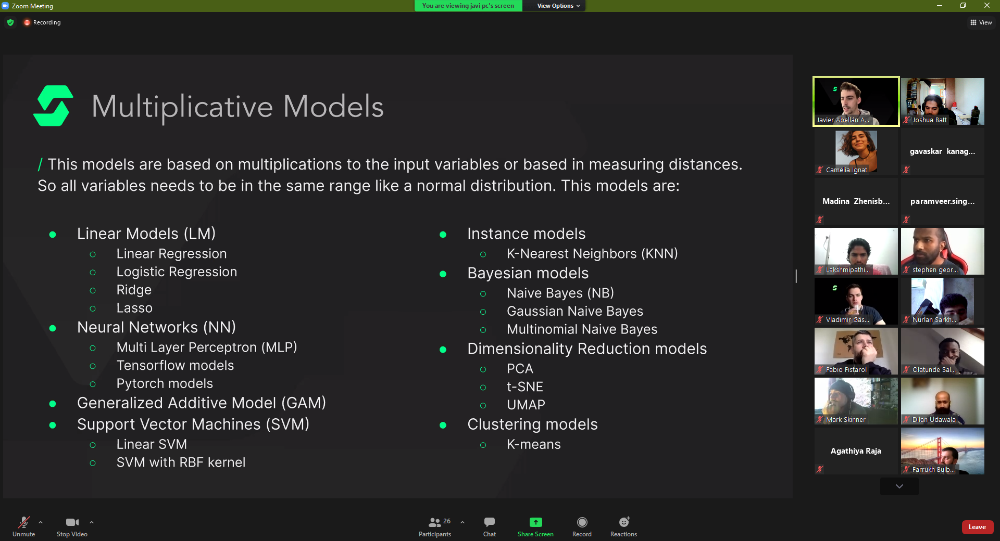 Zoom Meeting
You are viewing javi pc's screen
View Options
Recording
View
Multiplicative Models
/ This models are based on multiplications to the input variables or based in measuring distances.
So all variables needs to be in the same range like a normal distribution. This models are:
Linear Models (LM)
Linear Regression
Logistic Regression
Ridge
Lasso
Neural Networks (NN)
Multi Layer Perceptron (MLP)
Tensorflow models
Pytorch models
Generalized Additive Model (GAM)
Support Vector Machines (SVM)
Linear SVM
SVM with RBF kernel
Instance models
K-Nearest Neighbors (KNN)
Bayesian models
Naive Bayes (NB)
Gaussian Naive Bayes
Multinomial Naive Bayes
Dimensionality Reduction models
PCA
t-SNE
UMAP
Clustering models
K-means
Javier Abellán A...
Joshua Batt
Camelia Ignat
gavaskar kanag...
Madina Zhenisb...
paramveer.sing...
Lakshmipathi...
stephen geor...
Vladimir Gas...
Nurlan Sarkh...
Fabio Fistarol
Olatunde Sal...
Mark Skinner
Dilan Udawala
Agathiya Raja
Farrukh Bulb...
Unmute
Stop Video
26
Participants
Chat
Share Screen
Record
Reactions
Leave